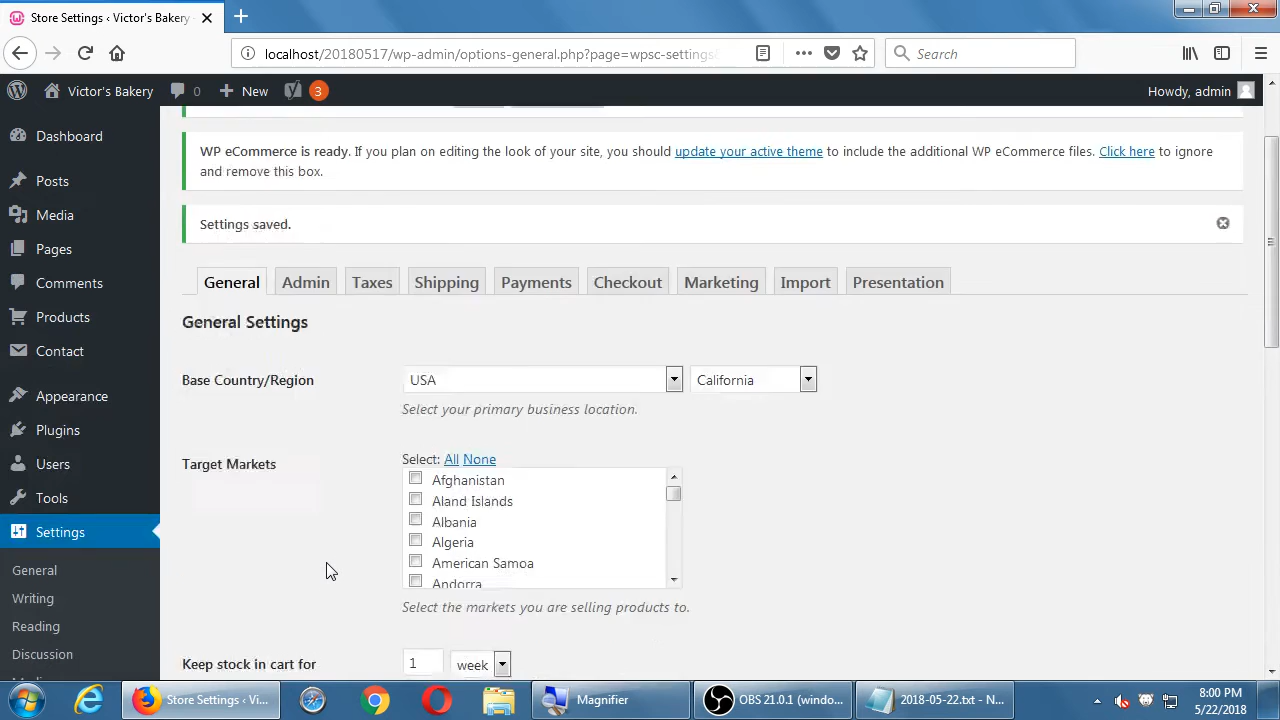 Store Settings ‹ Victor's Bakery
localhost/20180517/wp-admin/options-general.php?page=wpsc-settings
Search
Victor's Bakery
0
New
3
Howdy, admin
Dashboard
Posts
Media
Pages
Comments
Products
Contact
Appearance
Plugins
Users
Tools
Settings
General
Writing
Reading
Discussion
WP eCommerce is ready. If you plan on editing the look of your site, you should update your active theme to include the additional WP eCommerce files. Click here to ignore
and remove this box.
Settings saved.
General Admin Taxes Shipping Payments Checkout Marketing Import Presentation
General Settings
Base Country/Region
USA
California
Select your primary business location.
Target Markets
Select: All None
Afghanistan
Aland Islands
Albania
Algeria
American Samoa
Andorra
Select the markets you are selling products to.
Keep stock in cart for
1
week
Store Settings ‹ Vi...
Magnifier
OBS 21.0.1 (windo...
2018-05-22.txt - N...
8:00 PM
5/22/2018